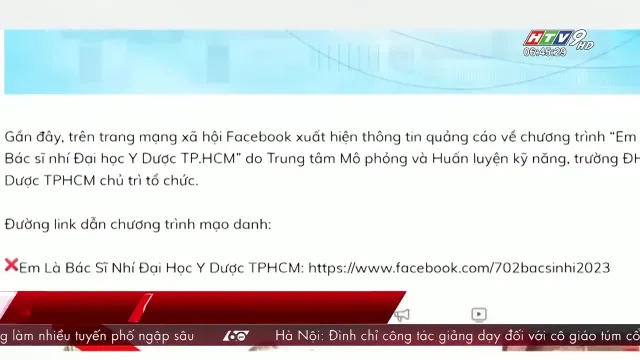 HTV9 HD
06:45:29
Gần đây, trên trang mạng xã hội Facebook xuất hiện thông tin quảng cáo về chương trình “Em
Bác sĩ nhí Đại học Y Dược TP.HCM” do Trung tâm Mô phỏng và Huấn luyện kỹ năng, trường ĐH
Dược TPHCM chủ trì tổ chức.
Đường link dẫn chương trình mạo danh:
❌Em Là Bác Sĩ Nhí Đại Học Y Dược TPHCM: https://www.facebook.com/702bacsinhi2023
7
g làm nhiều tuyến phố ngập sâu 60 Hà Nội: Đình chỉ công tác giảng dạy đối với cô giáo túm cổ